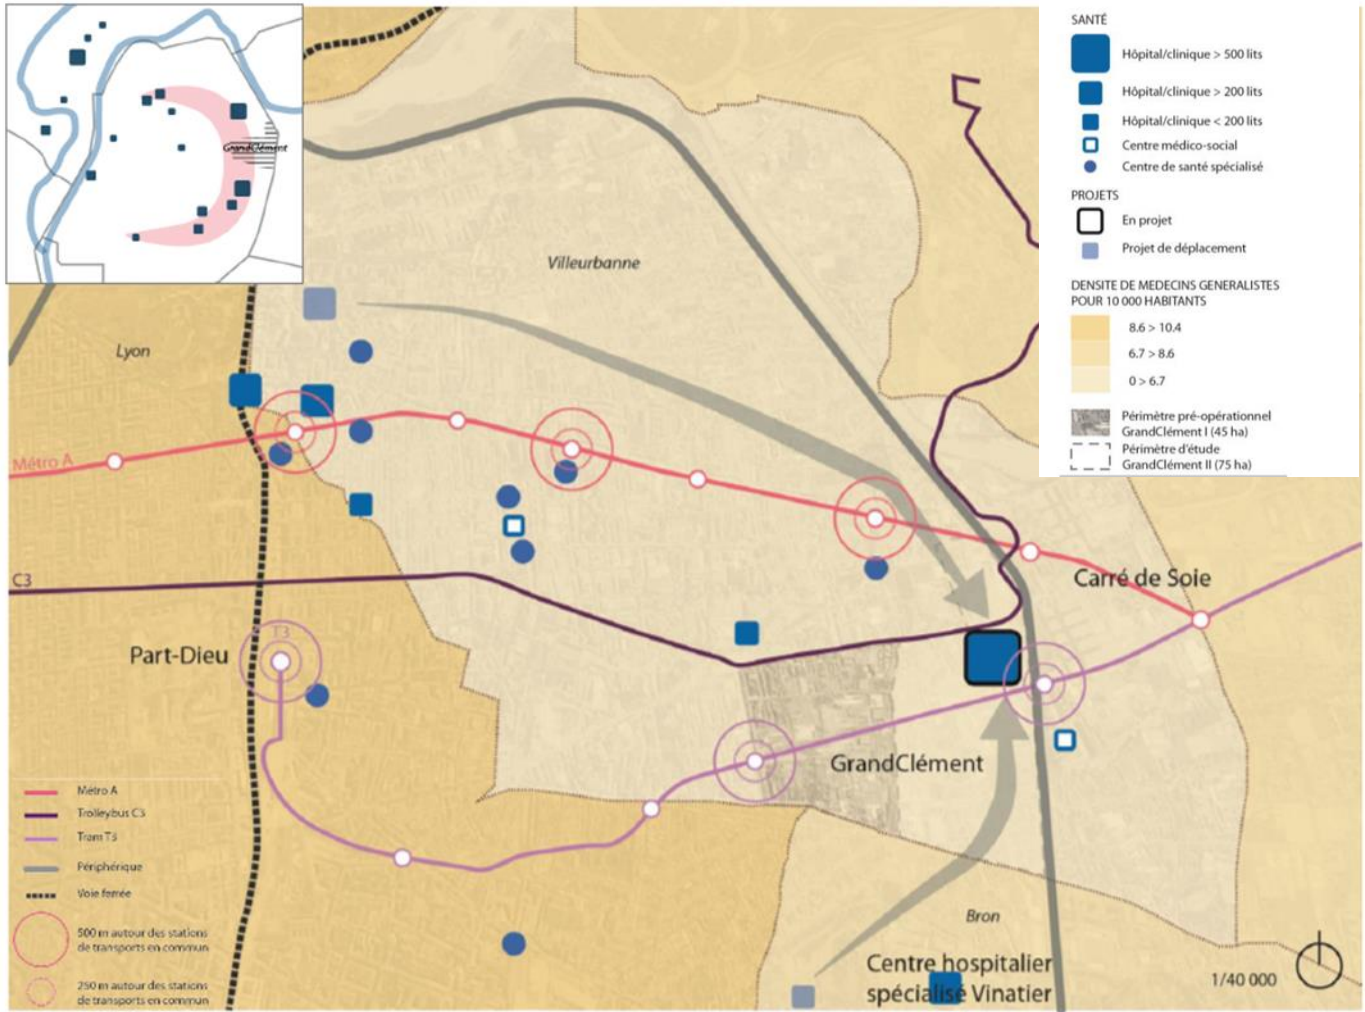 GrandClément
SANTÉ
Hôpital/clinique > 500 lits
Hôpital/clinique > 200 lits
Hôpital/clinique < 200 lits
Centre médico-social
Centre de santé spécialisé
PROJETS
En projet
Projet de déplacement
DENSITE DE MEDECINS GENERALISTES
POUR 10 000 HABITANTS
8.6 > 10.4
6.7 > 8.6
0 > 6.7
Périmètre pré-opérationnel
GrandClément I (45 ha)
Périmètre d'étude
GrandClément II (75 ha)
Villeurbanne
Lyon
Métro A
C3
Carré de Soie
T3
Part-Dieu
GrandClément
Bron
Centre hospitalier
spécialisé Vinatier
1/40 000
Métro A
Trolleybus C3
Tram T3
Périphérique
Voie ferrée
500 m autour des stations
de transports en commun
250 m autour des stations
de transports en commun